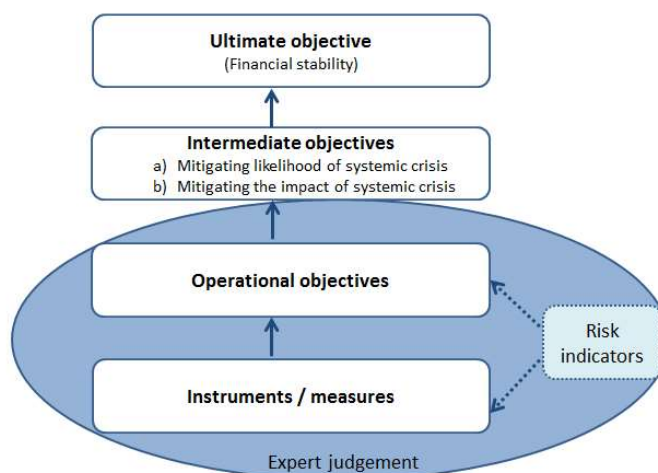 Ultimate objective
(Financial stability)
Intermediate objectives
a) Mitigating likelihood of systemic crisis
b) Mitigating the impact of systemic crisis
Operational objectives
Risk
indicators
Instruments / measures
Expert judgement